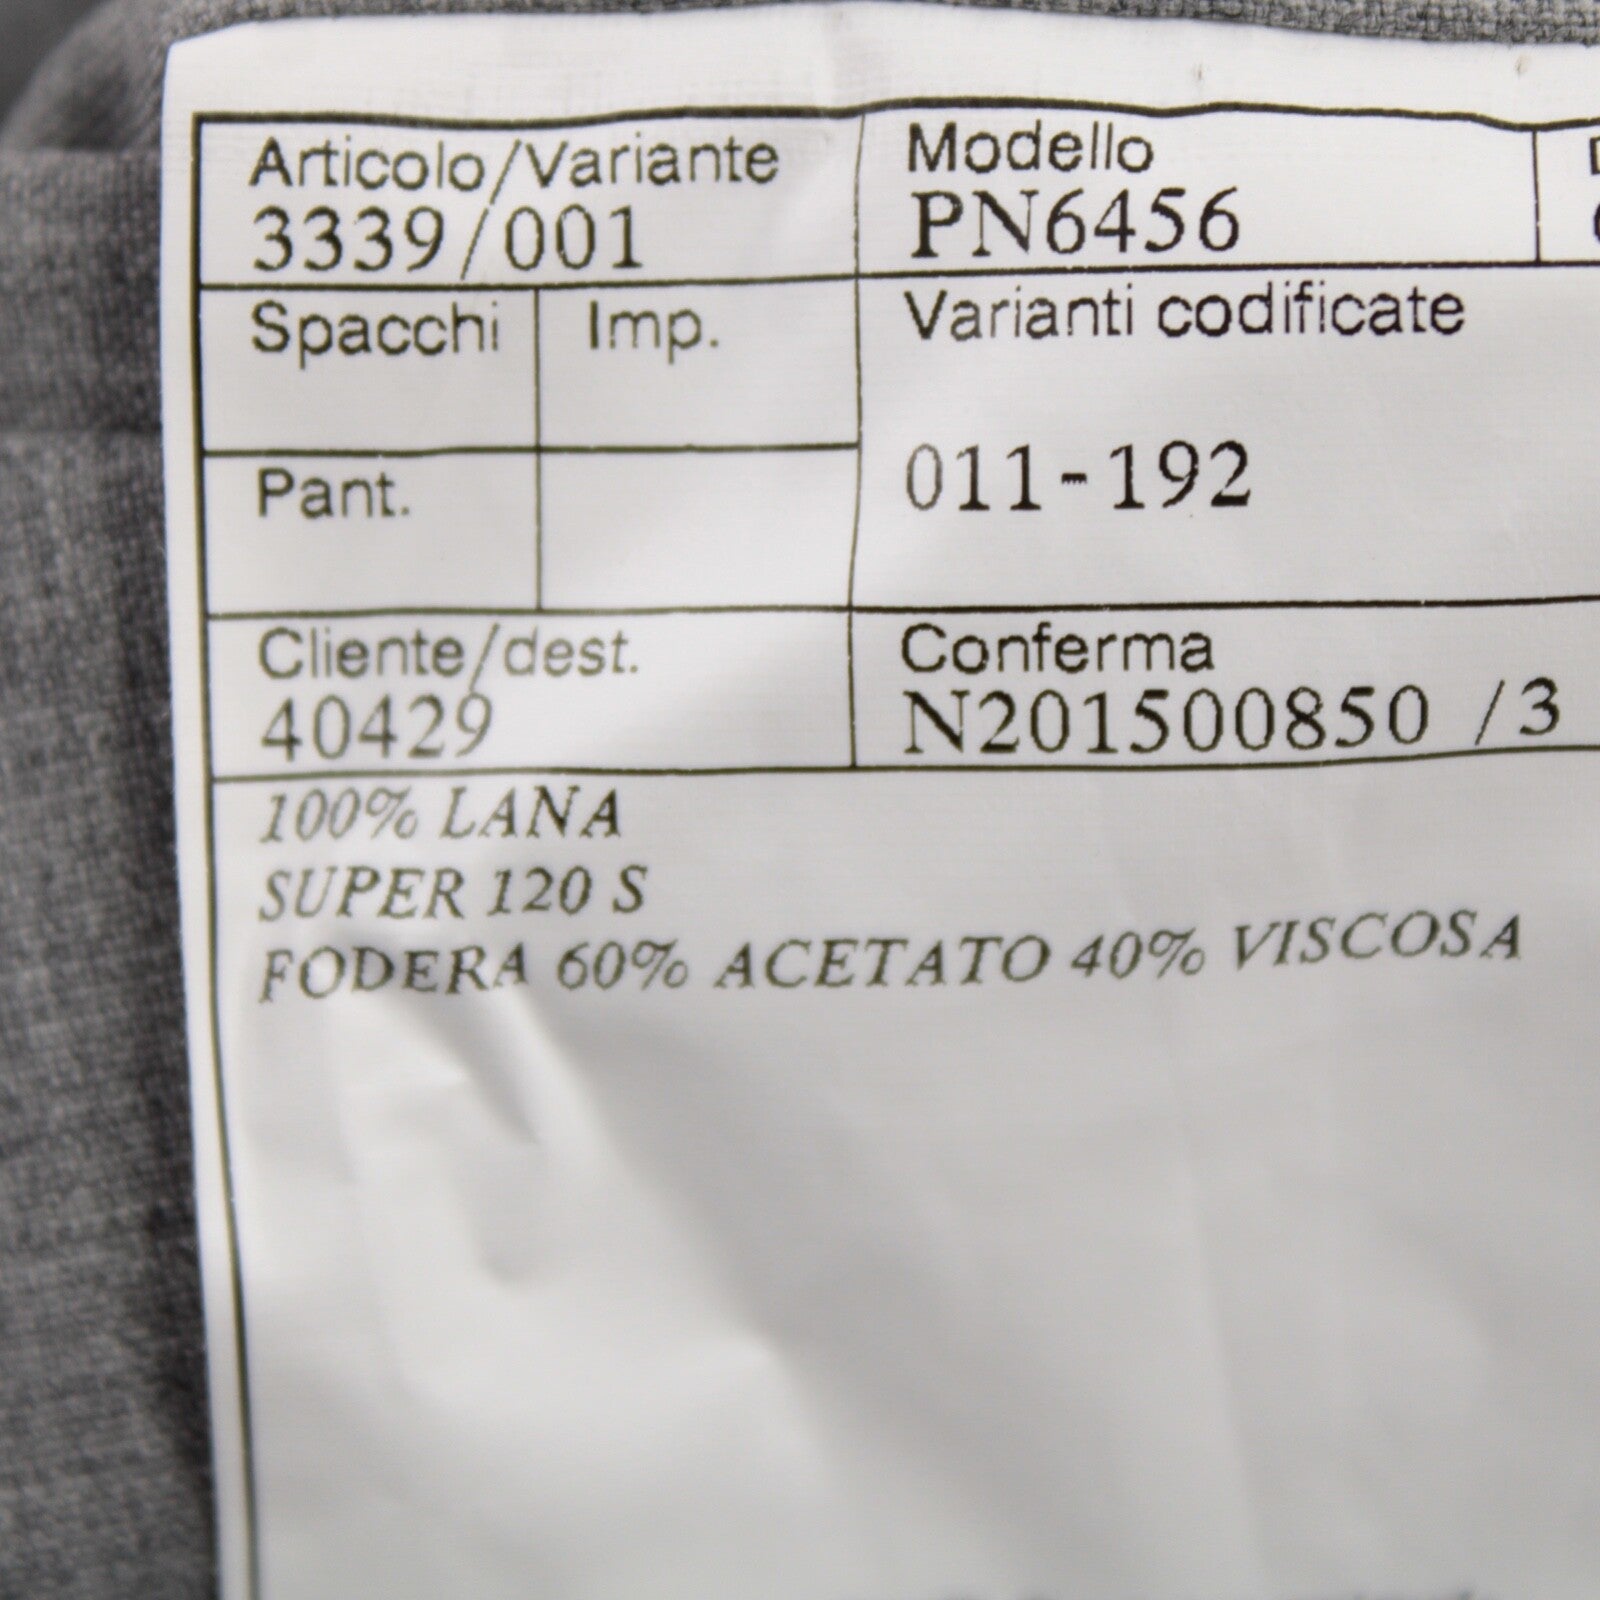 Articolo/Variante Modello
3339/001 PN6456
Spacchi Imp. Varianti codificate
Pant. 011-192
Cliente/dest. Conferma
40429 N201500850 /3
100% LANA
SUPER 120 S
FODERA 60% ACETATO 40% VISCOSA